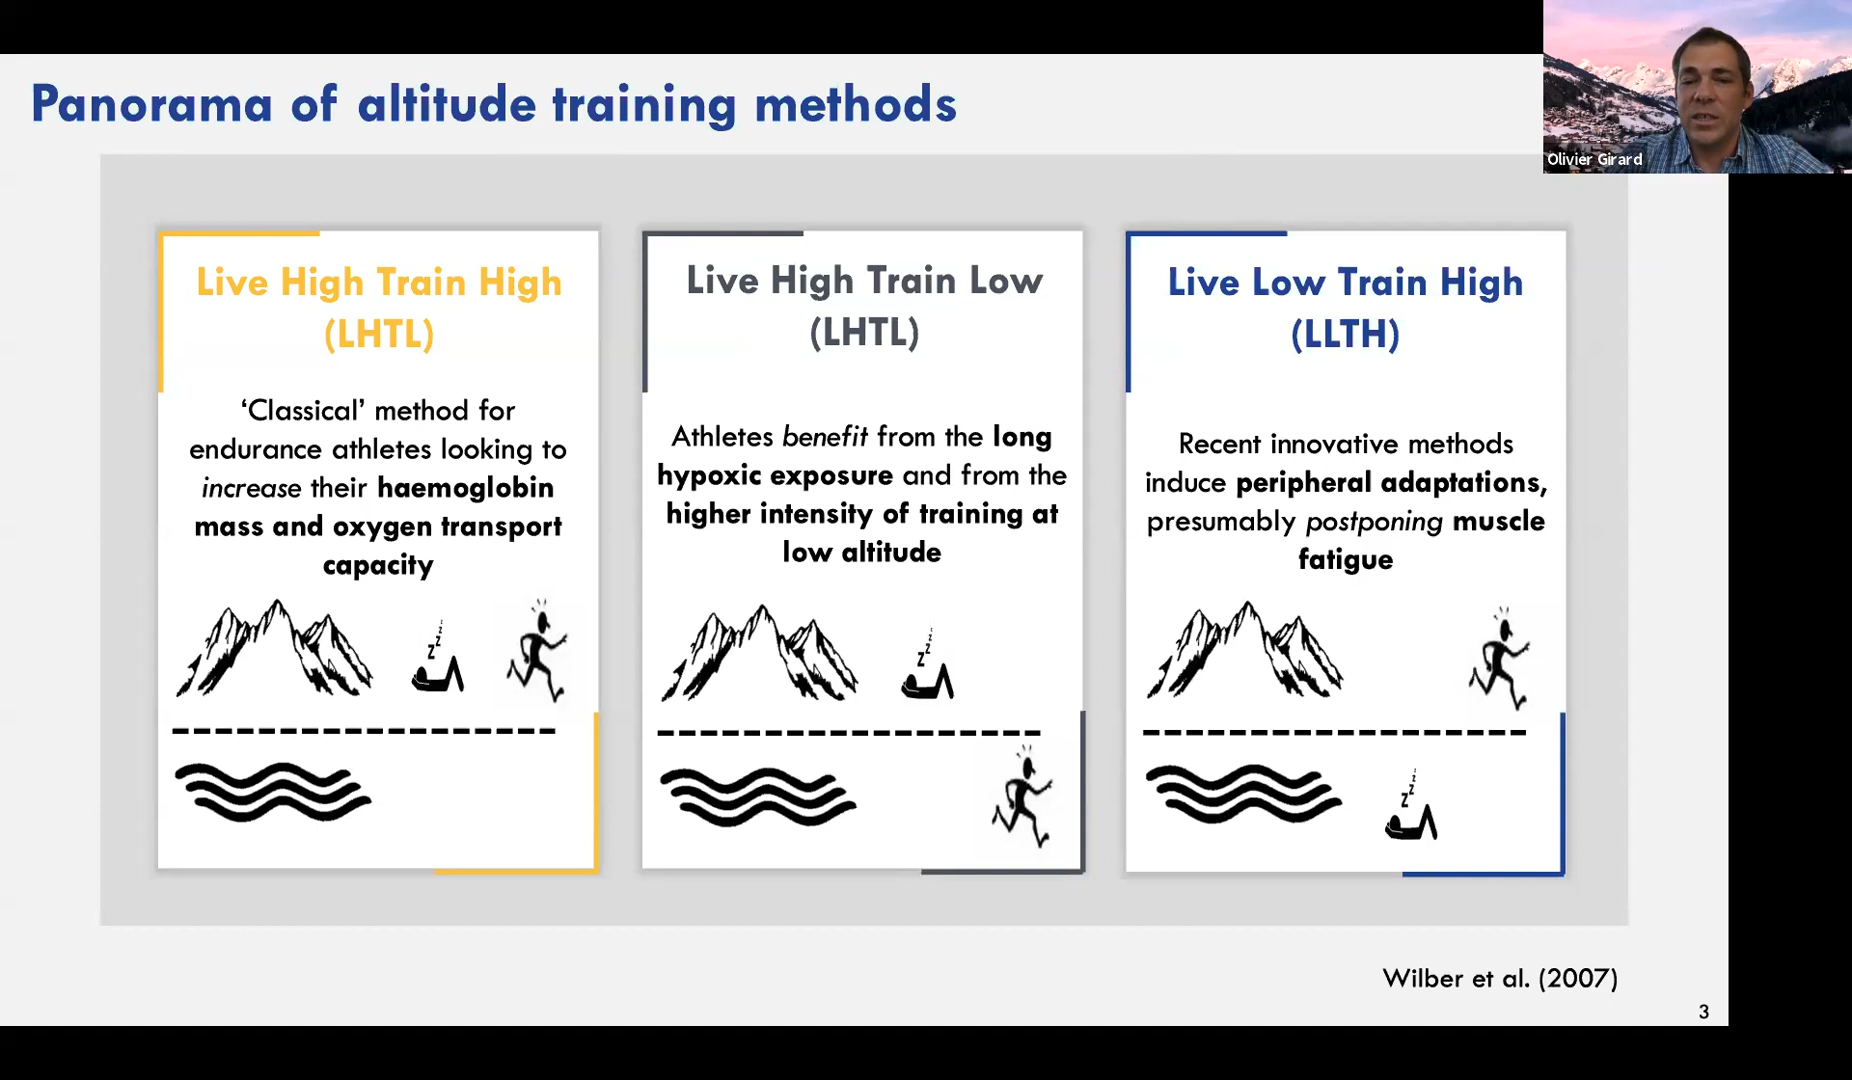 Panorama of altitude training methods
Olivier Girard
Live High Train High
(LHTL)
‘Classical’ method for
endurance athletes looking to
increase their haemoglobin
mass and oxygen transport
capacity
z z z
Live High Train Low
(LHTL)
Athletes benefit from the long
hypoxic exposure and from the
higher intensity of training at
low altitude
z z z
Live Low Train High
(LLTH)
Recent innovative methods
induce peripheral adaptations,
presumably postponing muscle
fatigue
z z z
Wilber et al. (2007)
3